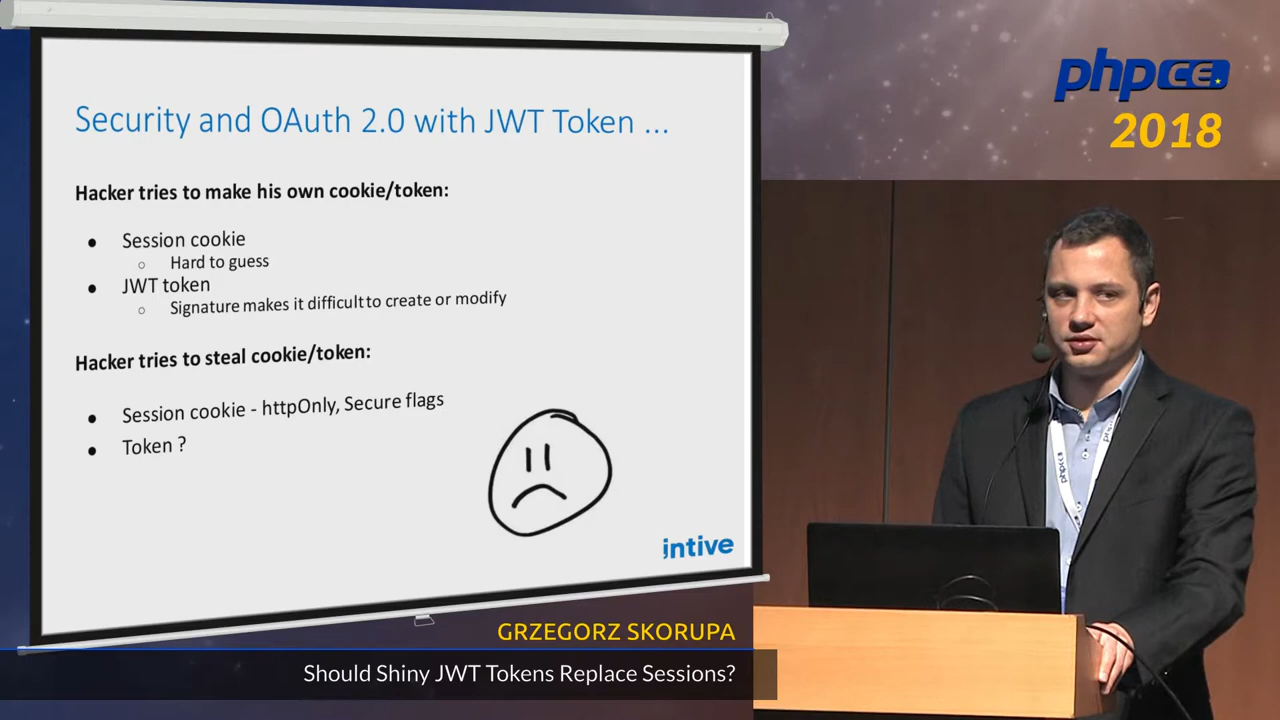 Security and OAuth 2.0 with JWT Token ...
Hacker tries to make his own cookie/token:
● Session cookie
○ Hard to guess
● JWT token
○ Signature makes it difficult to create or modify
Hacker tries to steal cookie/token:
● Session cookie - httpOnly, Secure flags
● Token ?
intive
phpce
2018
phpce
GRZEGORZ SKORUPA
Should Shiny JWT Tokens Replace Sessions?